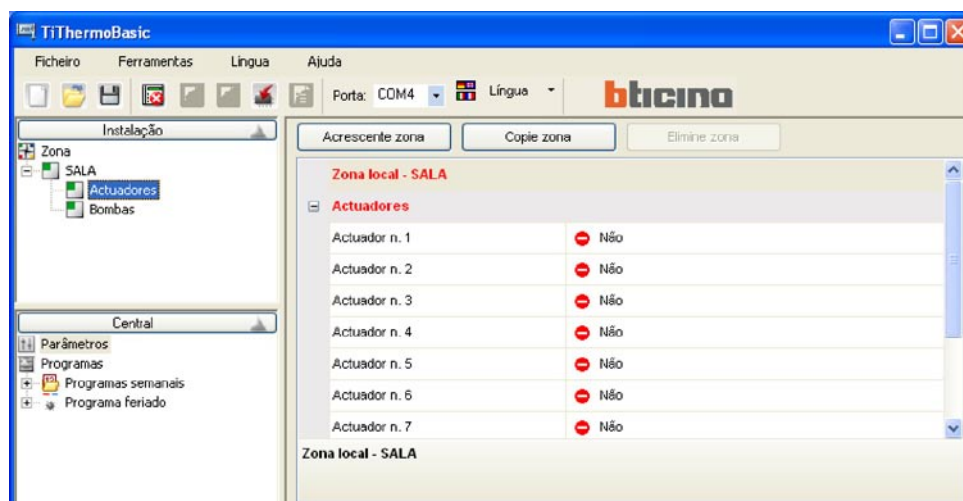 TiThermoBasic
Ficheiro Ferramentas Lingua Ajuda
Porta: COM4 Língua bticino
Instalação
Zona
SALA
Actuadores
Bombas
Central
Parâmetros
Programas
Programas semanais
Programa feriado
Acrescente zona Copie zona Elimine zona
Zona local - SALA
Actuadores
Actuador n. 1 Não
Actuador n. 2 Não
Actuador n. 3 Não
Actuador n. 4 Não
Actuador n. 5 Não
Actuador n. 6 Não
Actuador n. 7 Não
Zona local - SALA